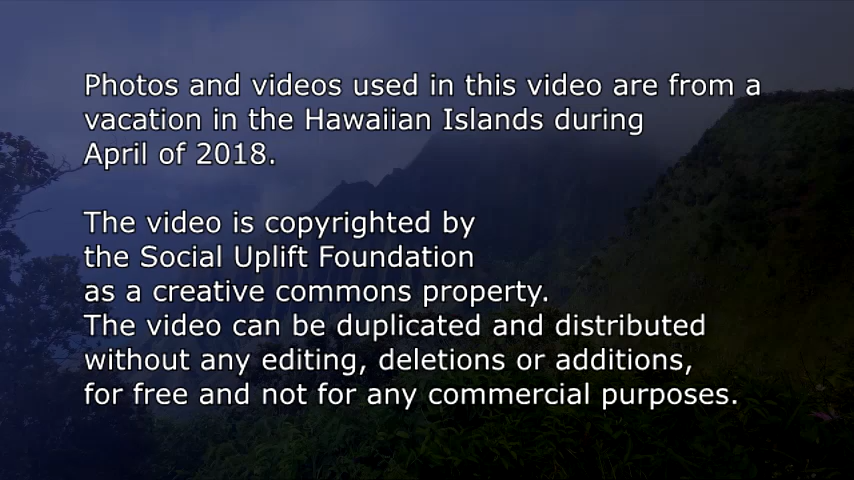 Photos and videos used in this video are from a
vacation in the Hawaiian Islands during
April of 2018.
The video is copyrighted by
the Social Uplift Foundation
as a creative commons property.
The video can be duplicated and distributed
without any editing, deletions or additions,
for free and not for any commercial purposes.